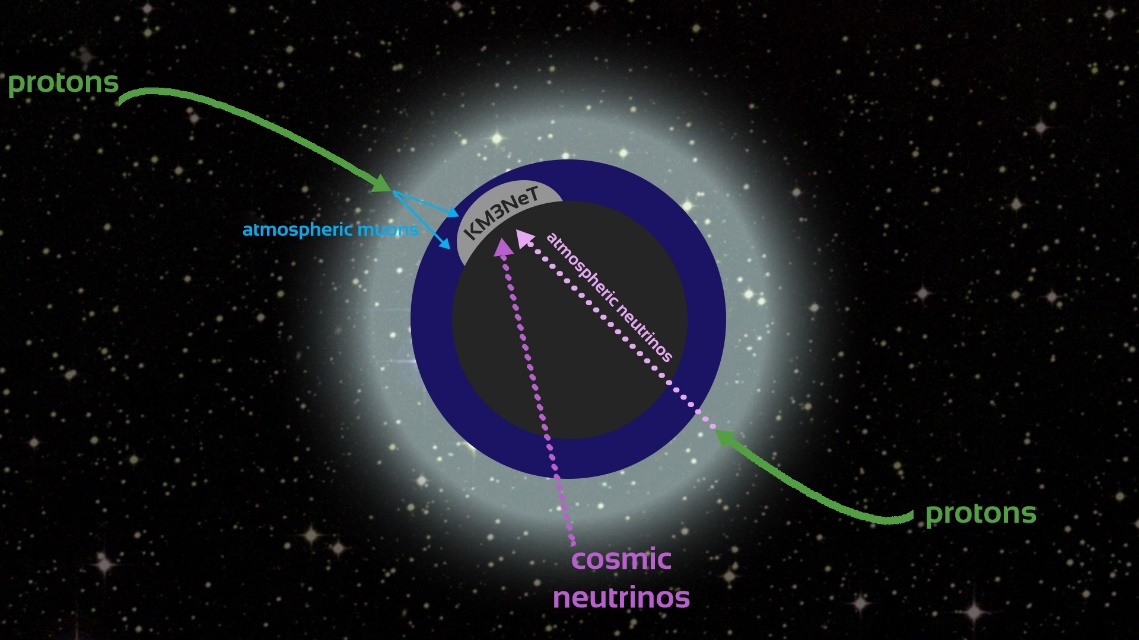 protons
KM3NeT
atmospheric muons
atmospheric neutrinos
protons
cosmic
neutrinos